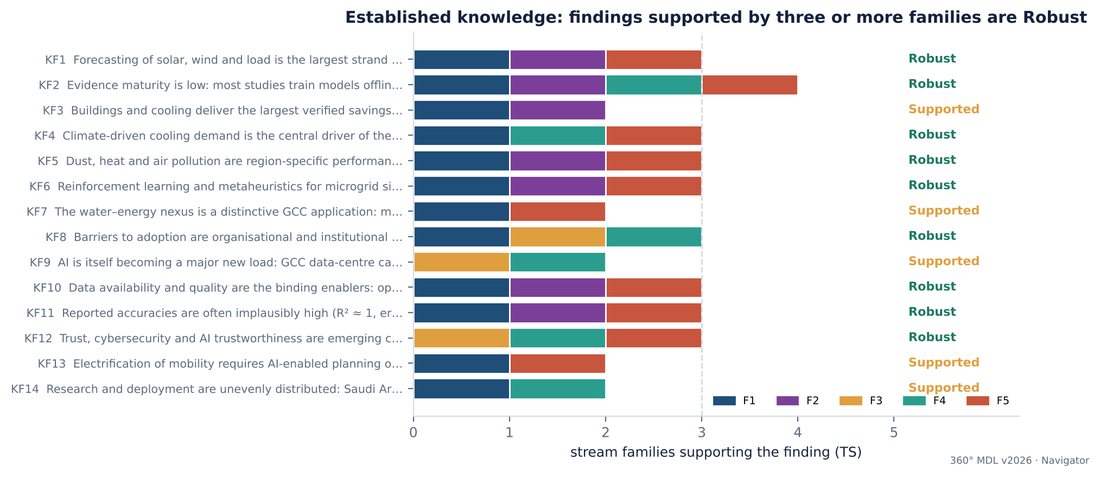 Established knowledge: findings supported by three or more families are Robust
KF1 Forecasting of solar, wind and load is the largest strand ... Robust
KF2 Evidence maturity is low: most studies train models offlin... Robust
KF3 Buildings and cooling deliver the largest verified savings... Supported
KF4 Climate-driven cooling demand is the central driver of the... Robust
KF5 Dust, heat and air pollution are region-specific performan... Robust
KF6 Reinforcement learning and metaheuristics for microgrid si... Robust
KF7 The water–energy nexus is a distinctive GCC application: m... Supported
KF8 Barriers to adoption are organisational and institutional ... Robust
KF9 AI is itself becoming a major new load: GCC data-centre ca... Supported
KF10 Data availability and quality are the binding enablers: op... Robust
KF11 Reported accuracies are often implausibly high (R² ≈ 1, er... Robust
KF12 Trust, cybersecurity and AI trustworthiness are emerging c... Robust
KF13 Electrification of mobility requires AI-enabled planning o... Supported
KF14 Research and deployment are unevenly distributed: Saudi Ar... Supported
F1 F2 F3 F4 F5
0 1 2 3 4 5
stream families supporting the finding (TS)
360° MDL v2026 · Navigator